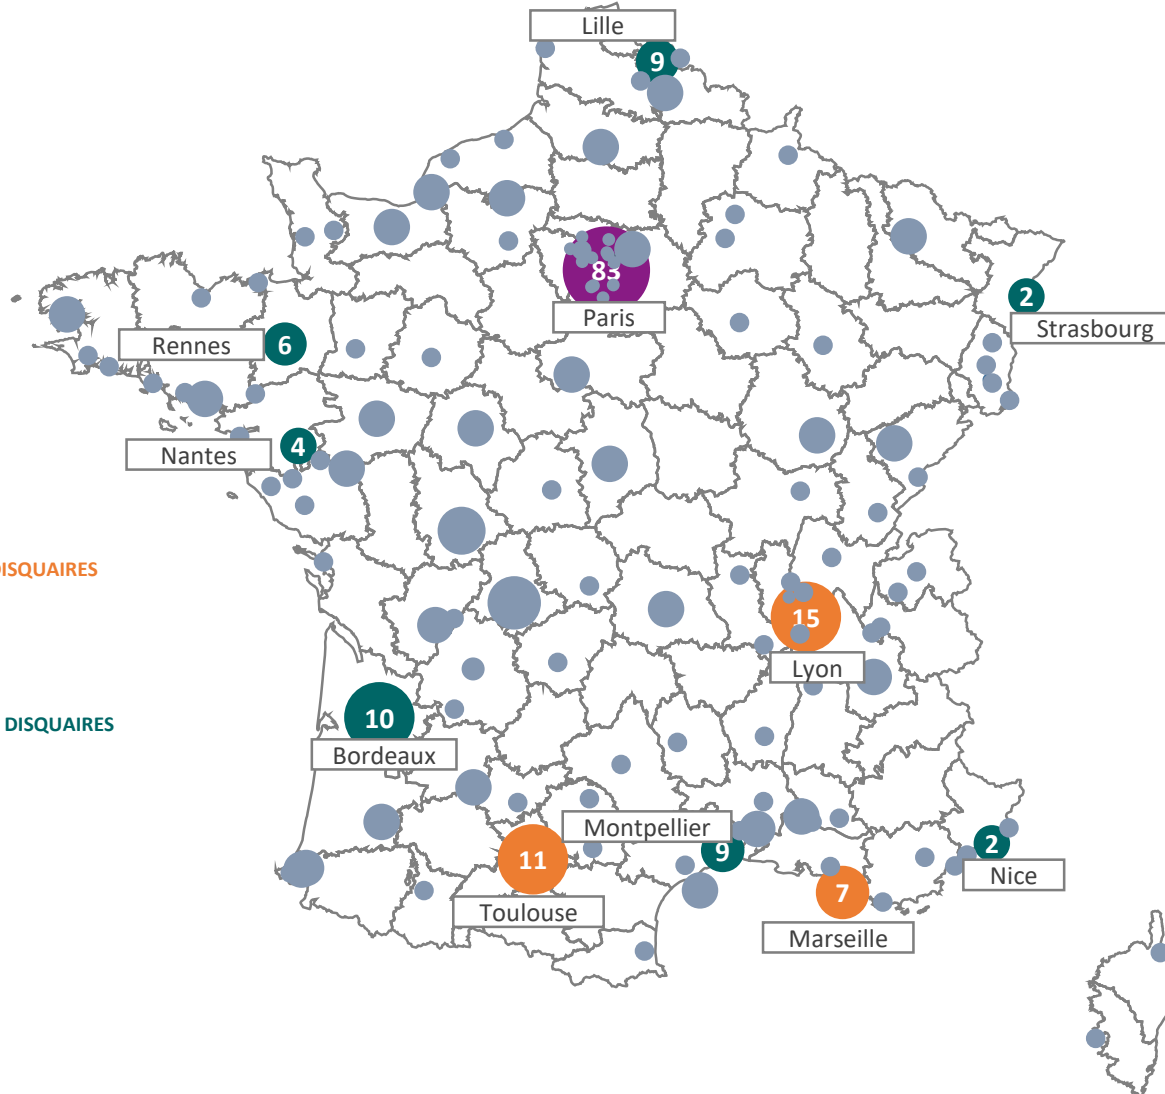 Lille
9
83
Paris
2
Strasbourg
Rennes
6
Nantes
4
DISQUAIRES
15
Lyon
DISQUAIRES
10
Bordeaux
Montpellier
9
2
Nice
11
Toulouse
7
Marseille